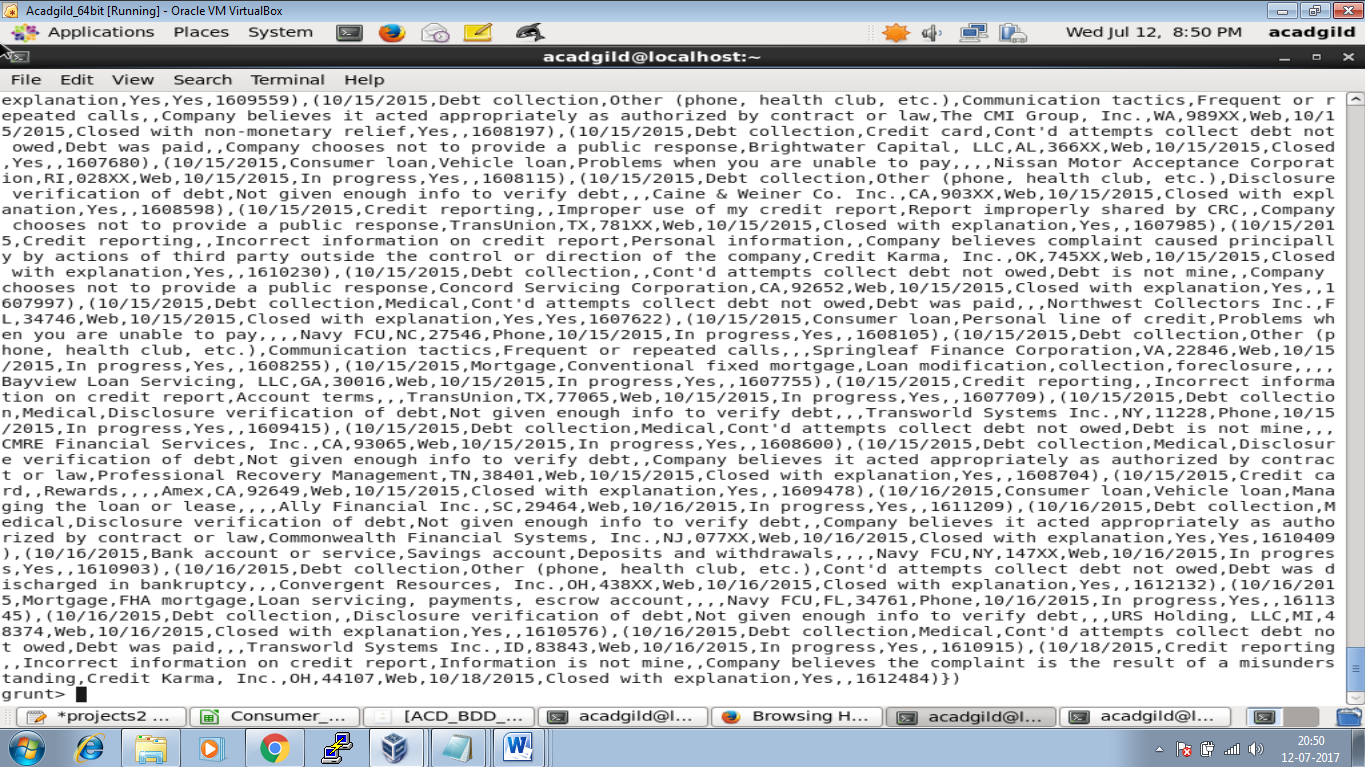 Acadgild_64bit [Running] - Oracle VM VirtualBox
Applications Places System Wed Jul 12, 8:50 PM acadgild
acadgild@localhost:~
File Edit View Search Terminal Help
explanation,Yes,Yes,1609559),(10/15/2015,Debt collection,Other (phone, health club, etc.),Communication tactics,Frequent or r
epeated calls,,Company believes it acted appropriately as authorized by contract or law,The CMI Group, Inc.,WA,989XX,Web,10/1
5/2015,Closed with non-monetary relief,Yes,,1608197),(10/15/2015,Debt collection,Credit card,Cont'd attempts collect debt not
 owed,Debt was paid,,Company chooses not to provide a public response,Brightwater Capital, LLC,AL,366XX,Web,10/15/2015,Closed
,Yes,,1607680),(10/15/2015,Consumer loan,Vehicle loan,Problems when you are unable to pay,,,,Nissan Motor Acceptance Corporat
ion,RI,028XX,Web,10/15/2015,In progress,Yes,,1608115),(10/15/2015,Debt collection,Other (phone, health club, etc.),Disclosure
 verification of debt,Not given enough info to verify debt,,,Caine & Weiner Co. Inc.,CA,903XX,Web,10/15/2015,Closed with expl
anation,Yes,,1608598),(10/15/2015,Credit reporting,,Improper use of my credit report,Report improperly shared by CRC,,Company
 chooses not to provide a public response,TransUnion,TX,781XX,Web,10/15/2015,Closed with explanation,Yes,,1607985),(10/15/201
5,Credit reporting,,Incorrect information on credit report,Personal information,,Company believes complaint caused principall
y by actions of third party outside the control or direction of the company,Credit Karma, Inc.,OK,745XX,Web,10/15/2015,Closed
 with explanation,Yes,,1610230),(10/15/2015,Debt collection,,Cont'd attempts collect debt not owed,Debt is not mine,,Company
chooses not to provide a public response,Concord Servicing Corporation,CA,92652,Web,10/15/2015,Closed with explanation,Yes,,1
607997),(10/15/2015,Debt collection,Medical,Cont'd attempts collect debt not owed,Debt was paid,,,Northwest Collectors Inc.,F
L,34746,Web,10/15/2015,Closed with explanation,Yes,Yes,1607622),(10/15/2015,Consumer loan,Personal line of credit,Problems wh
en you are unable to pay,,,,Navy FCU,NC,27546,Phone,10/15/2015,In progress,Yes,,1608105),(10/15/2015,Debt collection,Other (p
hone, health club, etc.),Communication tactics,Frequent or repeated calls,,,Springleaf Finance Corporation,VA,22846,Web,10/15
/2015,In progress,Yes,,1608255),(10/15/2015,Mortgage,Conventional fixed mortgage,Loan modification,collection,foreclosure,,,,
Bayview Loan Servicing, LLC,GA,30016,Web,10/15/2015,In progress,Yes,,1607755),(10/15/2015,Credit reporting,,Incorrect informa
tion on credit report,Account terms,,,TransUnion,TX,77065,Web,10/15/2015,In progress,Yes,,1607709),(10/15/2015,Debt collectio
n,Medical,Disclosure verification of debt,Not given enough info to verify debt,,,Transworld Systems Inc.,NY,11228,Phone,10/15
/2015,In progress,Yes,,1609415),(10/15/2015,Debt collection,Medical,Cont'd attempts collect debt not owed,Debt is not mine,,,
CMRE Financial Services, Inc.,CA,93065,Web,10/15/2015,In progress,Yes,,1608600),(10/15/2015,Debt collection,Medical,Disclosur
e verification of debt,Not given enough info to verify debt,,Company believes it acted appropriately as authorized by contrac
t or law,Professional Recovery Management,TN,38401,Web,10/15/2015,Closed with explanation,Yes,,1608704),(10/15/2015,Credit ca
rd,,Rewards,,,,Amex,CA,92649,Web,10/15/2015,Closed with explanation,Yes,,1609478),(10/16/2015,Consumer loan,Vehicle loan,Mana
ging the loan or lease,,,,Ally Financial Inc.,SC,29464,Web,10/16/2015,In progress,Yes,,1611209),(10/16/2015,Debt collection,M
edical,Disclosure verification of debt,Not given enough info to verify debt,,Company believes it acted appropriately as autho
rized by contract or law,Commonwealth Financial Systems, Inc.,NJ,077XX,Web,10/16/2015,Closed with explanation,Yes,Yes,1610409
),(10/16/2015,Bank account or service,Savings account,Deposits and withdrawals,,,,Navy FCU,NY,147XX,Web,10/16/2015,In progres
s,Yes,,1610903),(10/16/2015,Debt collection,Other (phone, health club, etc.),Cont'd attempts collect debt not owed,Debt was d
ischarged in bankruptcy,,,Convergent Resources, Inc.,OH,438XX,Web,10/16/2015,Closed with explanation,Yes,,1612132),(10/16/201
5,Mortgage,FHA mortgage,Loan servicing, payments, escrow account,,,,Navy FCU,FL,34761,Phone,10/16/2015,In progress,Yes,,16113
45),(10/16/2015,Debt collection,,Disclosure verification of debt,Not given enough info to verify debt,,,URS Holding, LLC,MI,4
8374,Web,10/16/2015,Closed with explanation,Yes,,1610576),(10/16/2015,Debt collection,Medical,Cont'd attempts collect debt no
t owed,Debt was paid,,,Transworld Systems Inc.,ID,83843,Web,10/16/2015,In progress,Yes,,1610915),(10/18/2015,Credit reporting
,,Incorrect information on credit report,Information is not mine,,Company believes the complaint is the result of a misunders
tanding,Credit Karma, Inc.,OH,44107,Web,10/18/2015,Closed with explanation,Yes,,1612484)})
grunt>
*projects2 ... Consumer_... [ACD_BDD_... acadgild@l... Browsing H... acadgild@l... acadgild@l...
20:50
12-07-2017